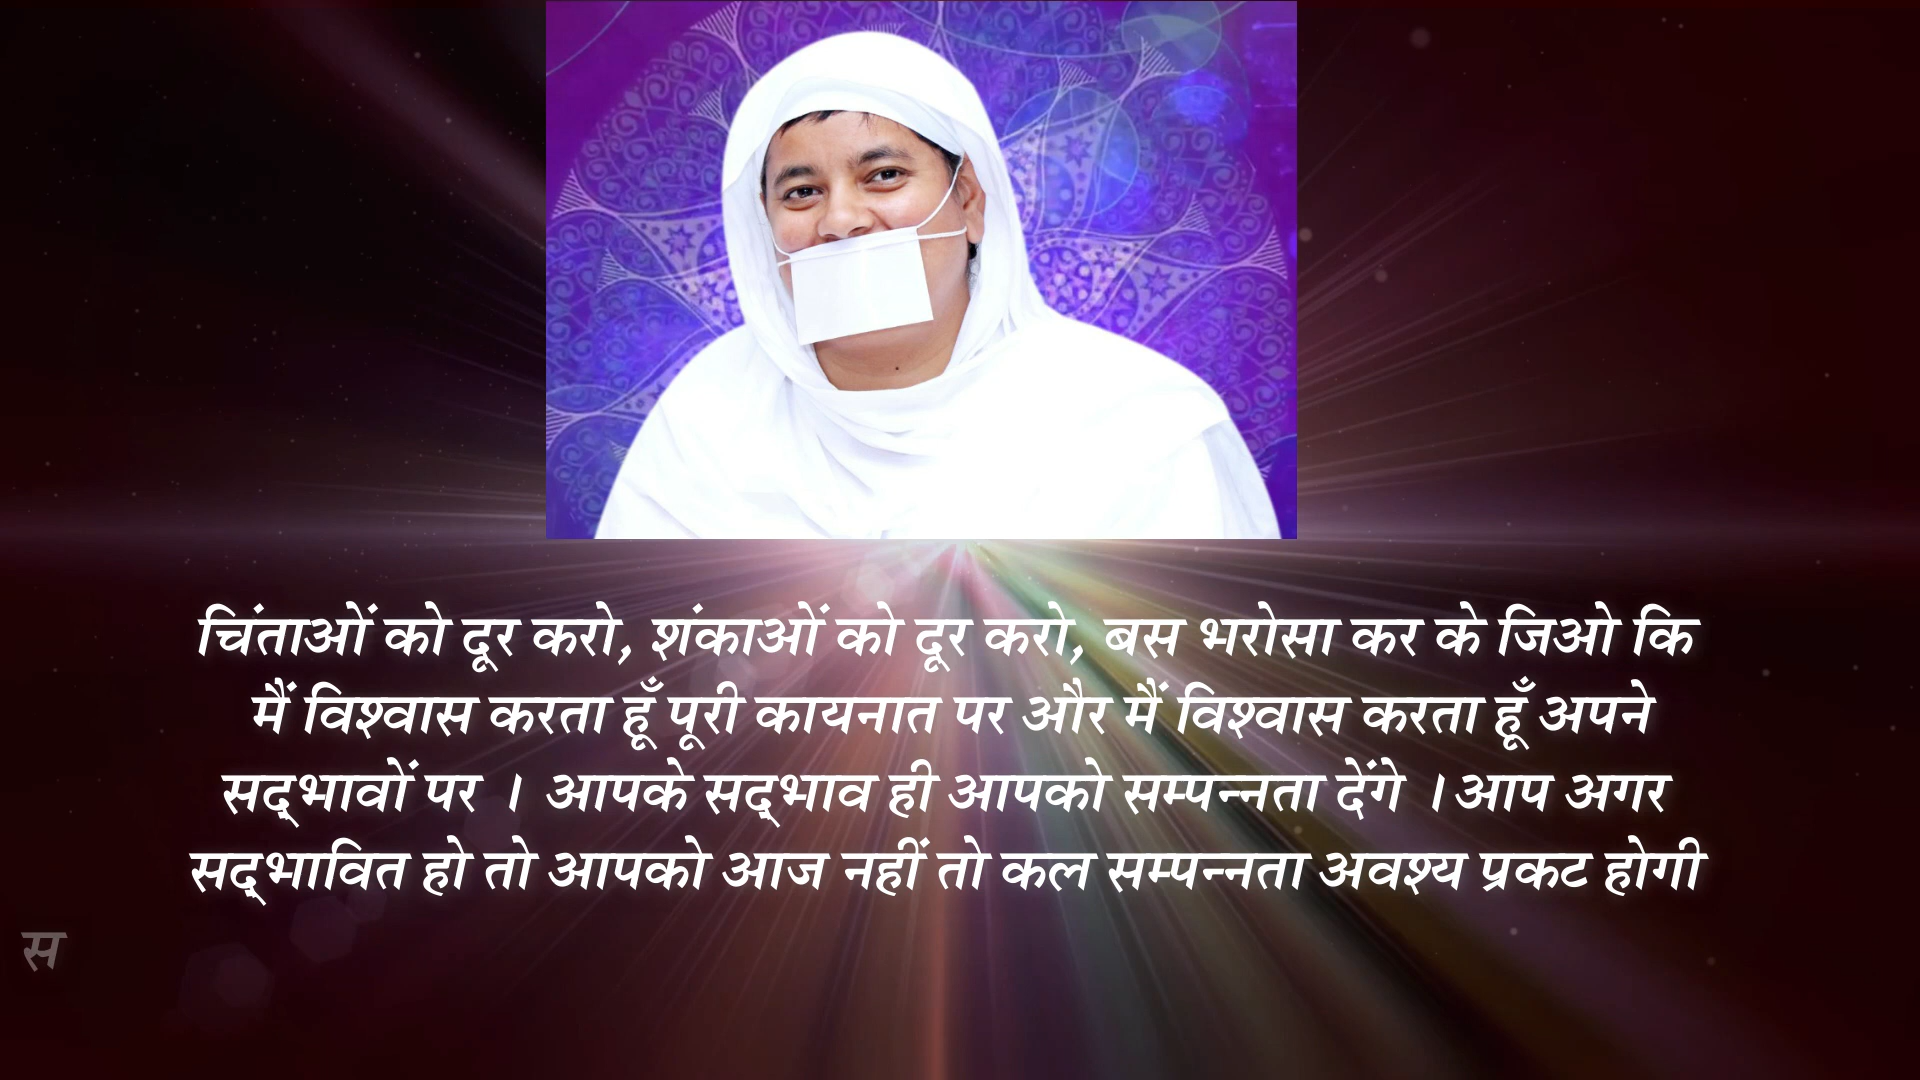 चिंताओं को दूर करो, शंकाओं को दूर करो, बस भरोसा कर के जिओ कि
मैं विश्वास करता हूँ पूरी कायनात पर और मैं विश्वास करता हूँ अपने
सद्‌भावों पर । आपके सद्‌भाव ही आपको सम्पन्नता देंगे ।आप अगर
सद्‌भावित हो तो आपको आज नहीं तो कल सम्पन्नता अवश्य प्रकट होगी
स